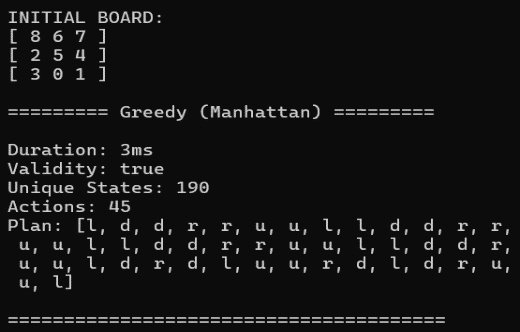 INITIAL BOARD:
[ 8 6 7 ]
[ 2 5 4 ]
[ 3 0 1 ]
========= Greedy (Manhattan) =========
Duration: 3ms
Validity: true
Unique States: 190
Actions: 45
Plan: [l, d, d, r, r, u, u, l, l, d, d, r, r,
u, u, l, l, d, d, r, r, u, u, l, l, d, d, r,
u, u, l, d, r, d, l, u, u, r, d, l, d, r, u,
u, l]
=======================================